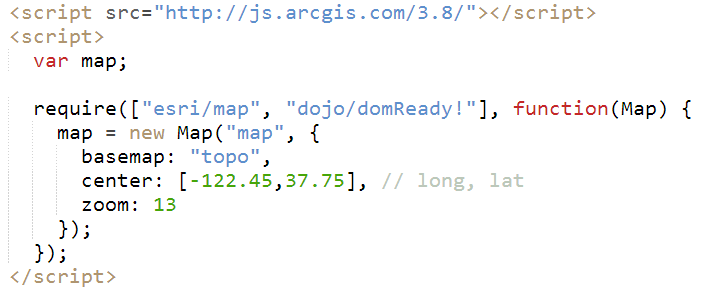 <script src="http://js.arcgis.com/3.8/"></script>
<script>
  var map;

  require(["esri/map", "dojo/domReady!"], function(Map) {
    map = new Map("map", {
      basemap: "topo",
      center: [-122.45,37.75], // long, lat
      zoom: 13
    });
  });
</script>